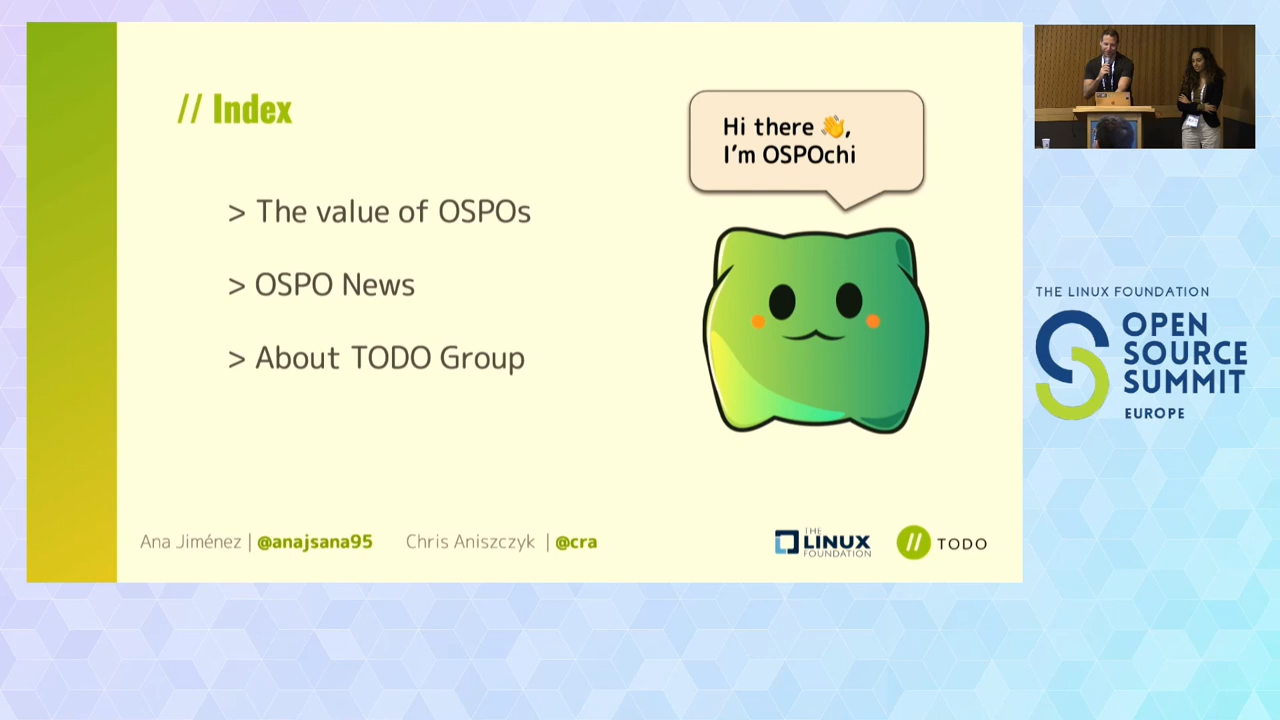 // Index
> The value of OSPOs
> OSPO News
> About TODO Group
Hi there 👋,
I'm OSPOchi
Ana Jiménez | @anajsana95 Chris Aniszczyk | @cra
THE
LINUX
FOUNDATION
// TODO
THE LINUX FOUNDATION
OPEN
SOURCE
SUMMIT
EUROPE